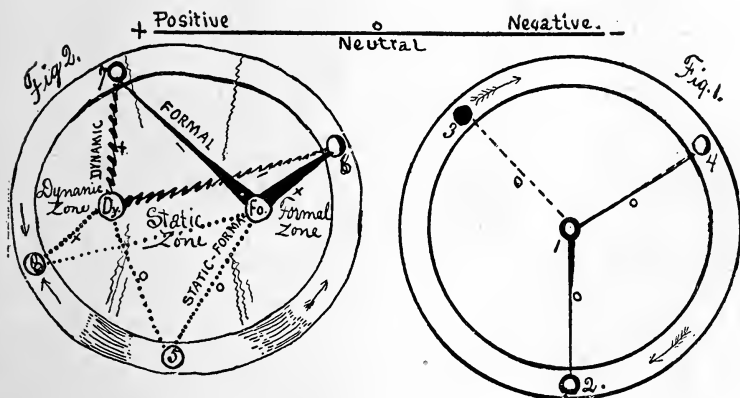 + Positive o Negative. –
Neutral
Fig 2.
7
FORMAL
DYNAMIC
+
–
8
Dynamic
Zone
Dy.
Static
Zone
Fo.
x
Formal
Zone
x
6
STATIC-FORMAL
o
o
5
Fig. 1.
3
4
o
o
1
o
2.